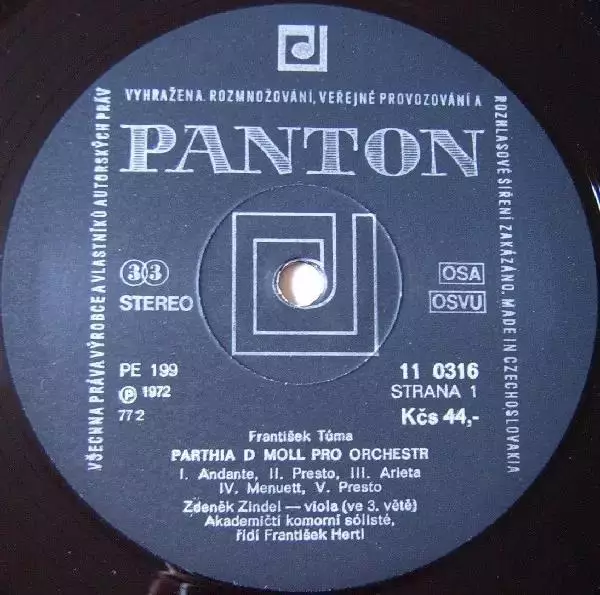 VŠECHNA PRÁVA VÝROBCE A VLASTNÍKŮ AUTORSKÝCH PRÁV
VYHRAŽENA. ROZMNOŽOVÁNÍ, VEŘEJNÉ PROVOZOVÁNÍ A
ROZHLASOVÉ ŠÍŘENÍ ZAKÁZÁNO. MADE IN CZECHOSLOVAKIA
PANTON
33
STEREO
OSA
OSVU
PE 199
℗ 1972
77 2
11 0316
STRANA 1
Kčs 44,-
František Tůma
PARTHIA D MOLL PRO ORCHESTR
I. Andante, II. Presto, III. Arieta
IV. Menuett, V. Presto
Zdeněk Zindel — viola (ve 3. větě)
Akademičtí komorní sólisté,
řídí František Hertl